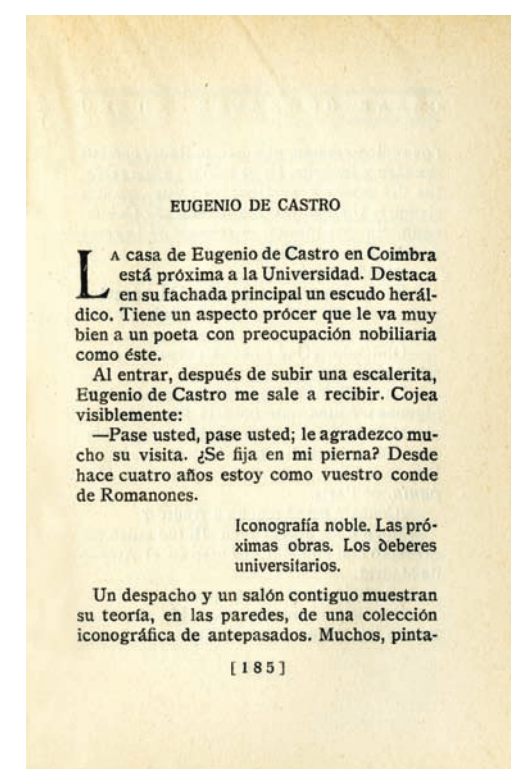 EUGENIO DE CASTRO
LA casa de Eugenio de Castro en Coimbra
está próxima a la Universidad. Destaca
en su fachada principal un escudo herál-
dico. Tiene un aspecto prócer que le va muy
bien a un poeta con preocupación nobiliaria
como éste.
Al entrar, después de subir una escalerita,
Eugenio de Castro me sale a recibir. Cojea
visiblemente:
—Pase usted, pase usted; le agradezco mu-
cho su visita. ¿Se fija en mi pierna? Desde
hace cuatro años estoy como vuestro conde
de Romanones.
Iconografía noble. Las pró-
ximas obras. Los deberes
universitarios.
Un despacho y un salón contiguo muestran
su teoría, en las paredes, de una colección
iconográfica de antepasados. Muchos, pinta-
[185]